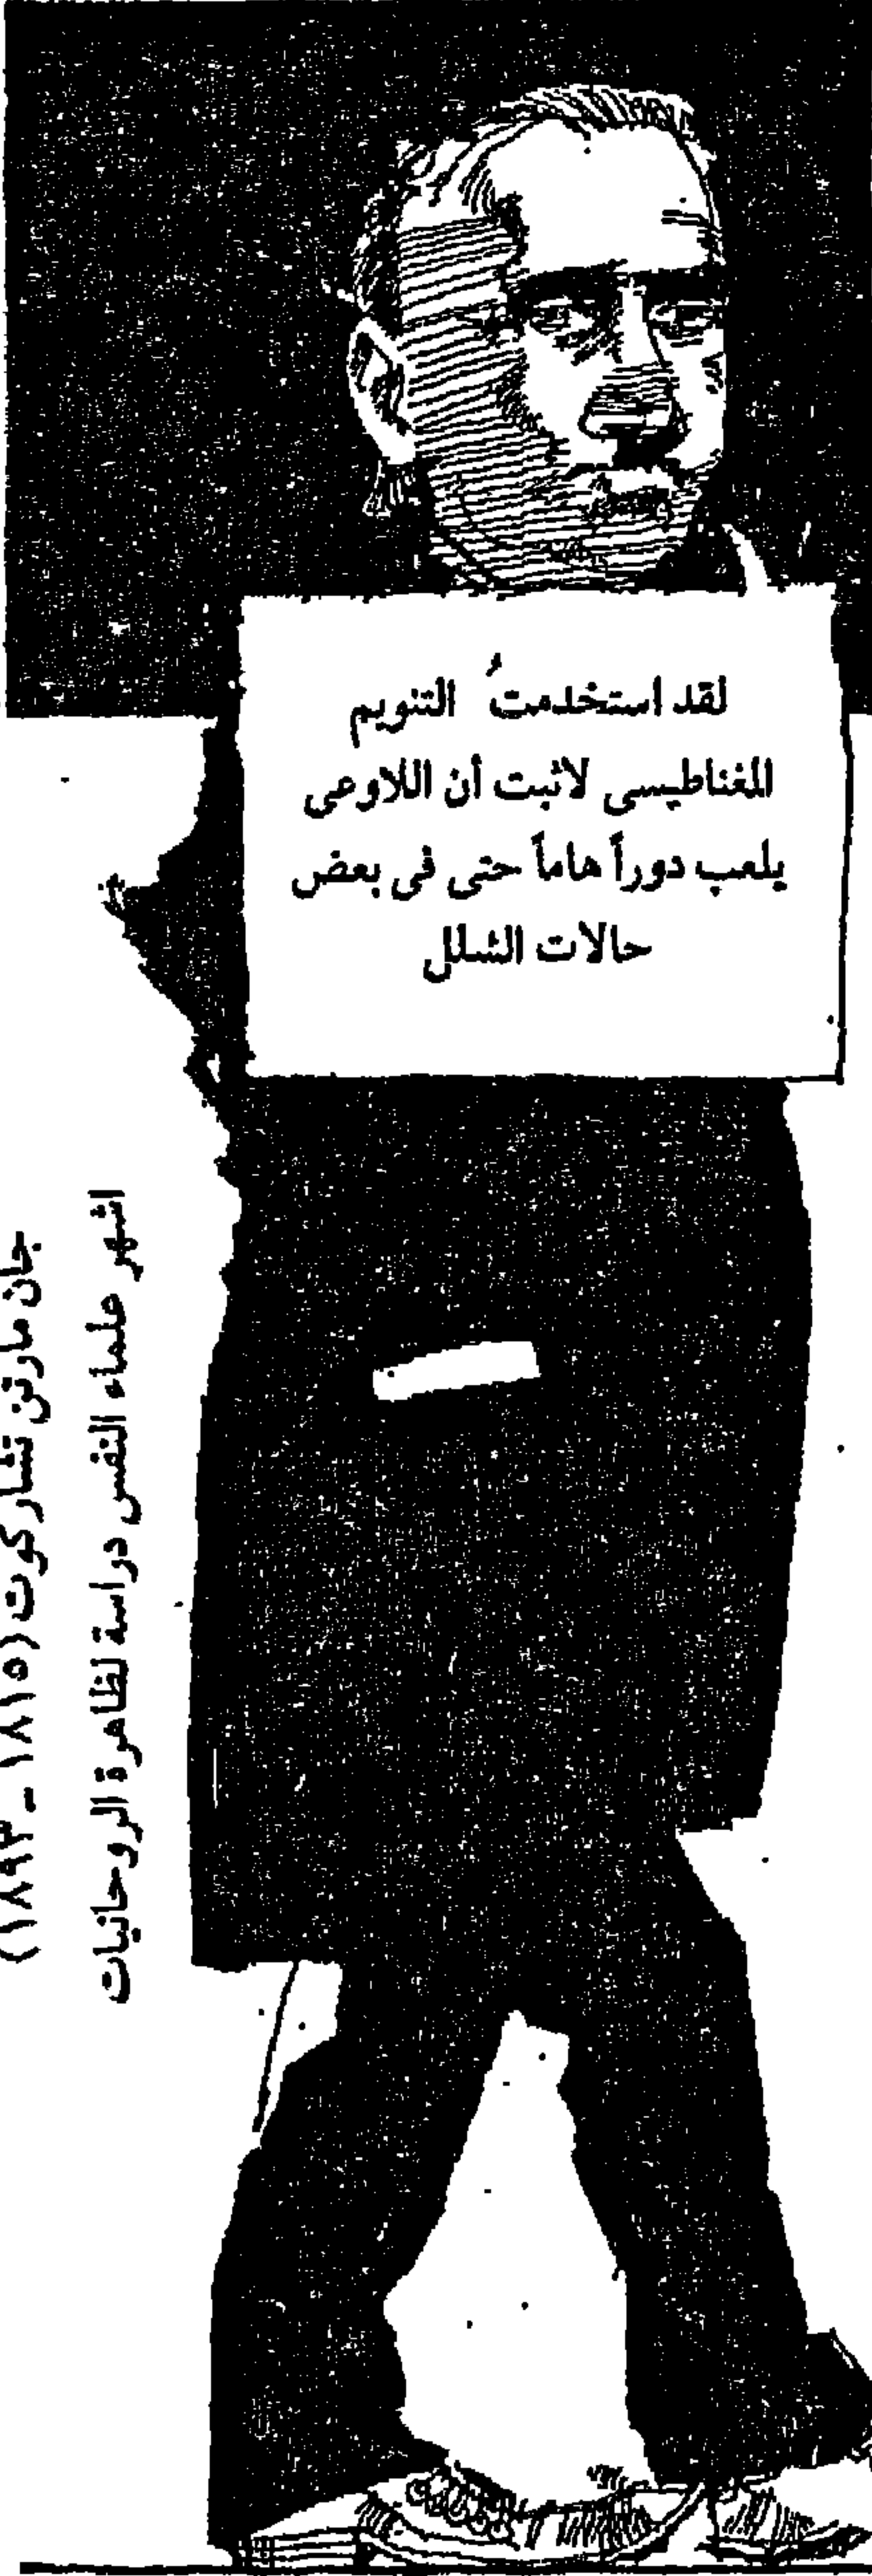 لقد استخدمتُ التنويم
المغناطيسى لاثبت أن اللاوعى
يلعب دوراً هاماً حتى فى بعض
حالات الشلل
جان مارتن تشاركوت (١٨١٥ ـ ١٨٩٣)
اشهر علماء النفس دراسة لظاهرة الروحانيات